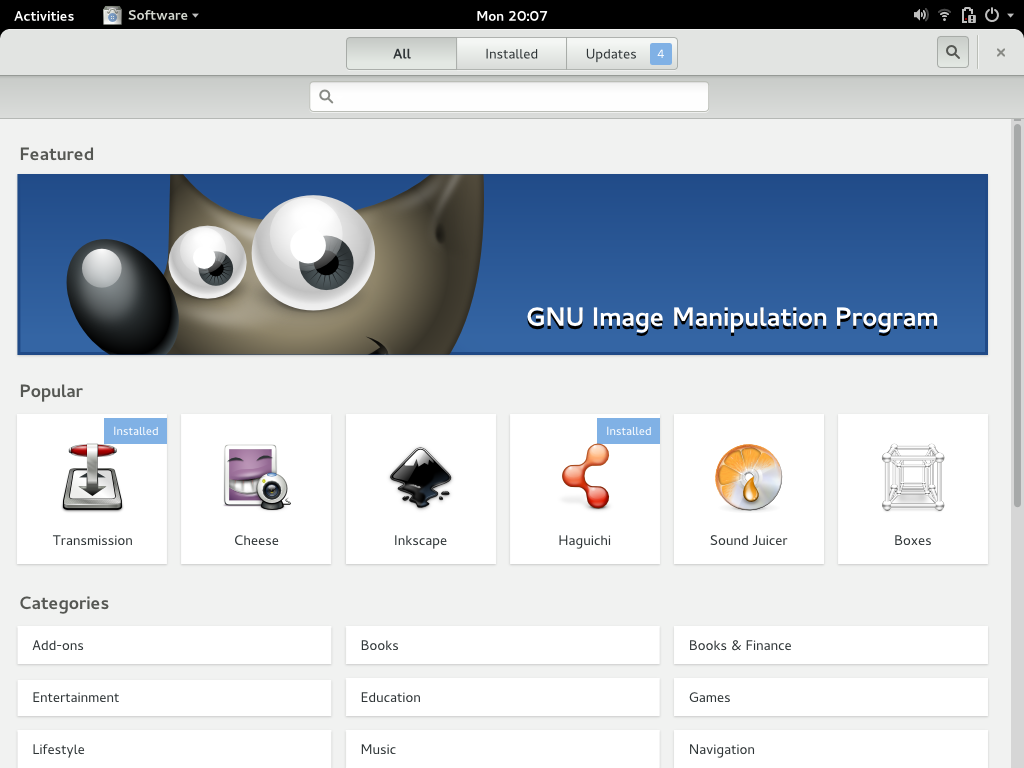 Activities Software Mon 20:07
All Installed Updates 4
Featured
GNU Image Manipulation Program
Popular
Installed Installed
Transmission Cheese Inkscape Haguichi Sound Juicer Boxes
Categories
Add-ons Books Books & Finance
Entertainment Education Games
Lifestyle Music Navigation